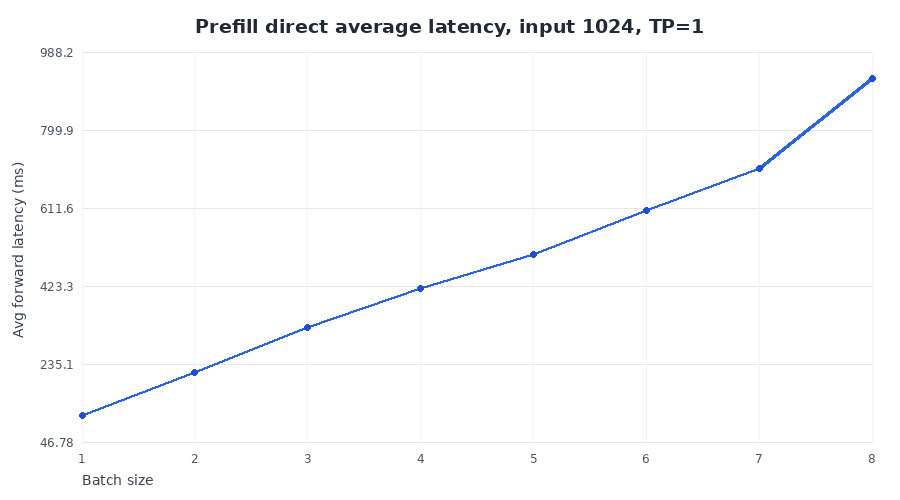 Prefill direct average latency, input 1024, TP=1
988.2
799.9
611.6
423.3
235.1
46.78
Avg forward latency (ms)
1 2 3 4 5 6 7 8
Batch size